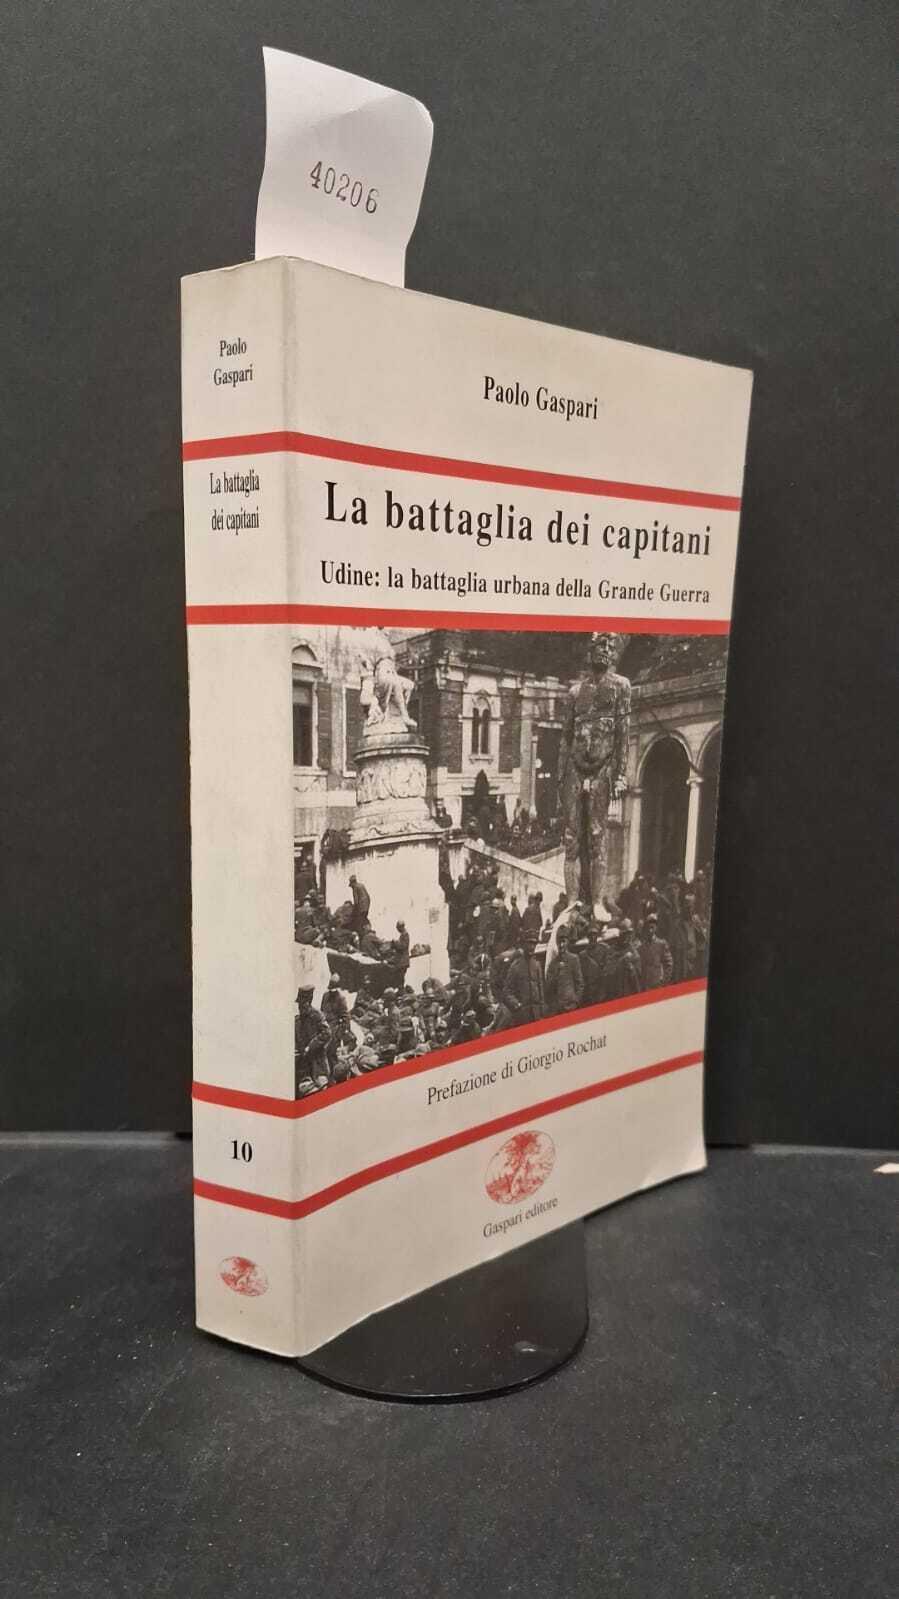 40206
Paolo
Gaspari
La battaglia
dei capitani
10
Paolo Gaspari
La battaglia dei capitani
Udine: la battaglia urbana della Grande Guerra
Prefazione di Giorgio Rochat
Gaspari editore